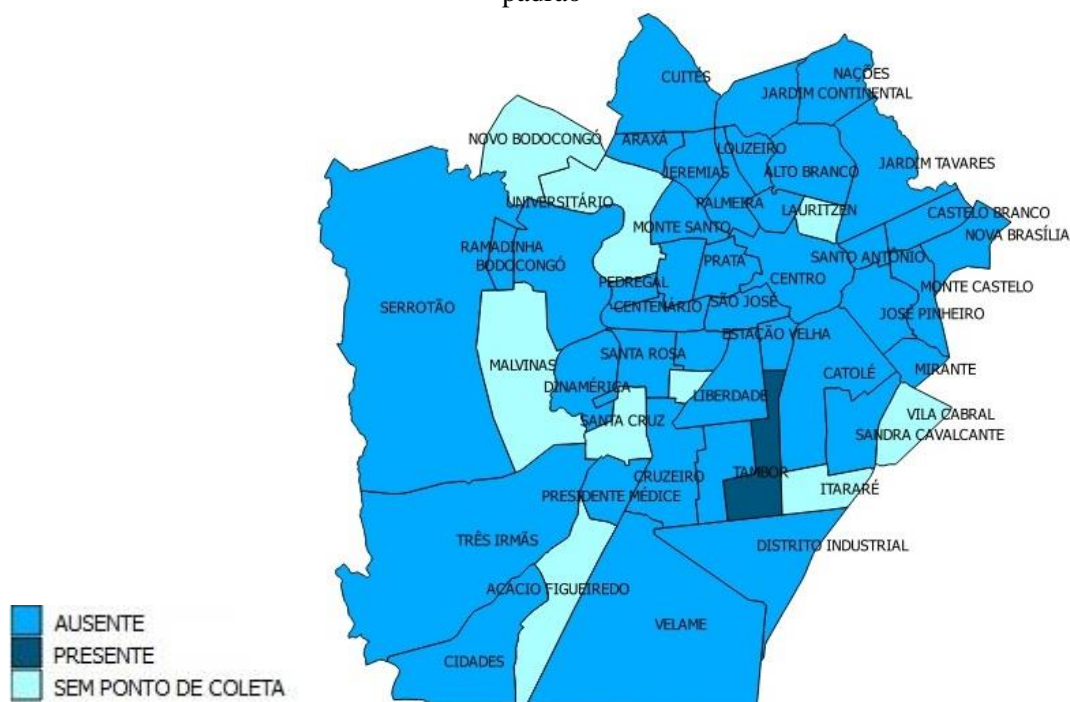 padrão
CUITÉS
NAÇÕES
JARDIM CONTINENTAL
NOVO BODOCONGÓ
ARAXÁ
LOUZEIRO
JEREMIAS
ALTO BRANCO
JARDIM TAVARES
UNIVERSITÁRIO
PALMEIRA
LAURITZEN
CASTELO BRANCO
MONTE SANTO
NOVA BRASÍLIA
RAMADINHA
BODOCONGÓ
PRATA
SANTO ANTÔNIO
CENTRO
PEDREGAL
MONTE CASTELO
SERROTÃO
CENTENÁRIO
SÃO JOSÉ
JOSÉ PINHEIRO
ESTAÇÃO VELHA
SANTA ROSA
MALVINAS
CATOLÉ
MIRANTE
DINAMÉRICA
LIBERDADE
VILA CABRAL
SANTA CRUZ
SANDRA CAVALCANTE
CRUZEIRO
TAMBOR
ITARARÉ
PRESIDENTE MÉDICE
TRÊS IRMÃS
DISTRITO INDUSTRIAL
ACÁCIO FIGUEIREDO
VELAME
CIDADES
AUSENTE
PRESENTE
SEM PONTO DE COLETA